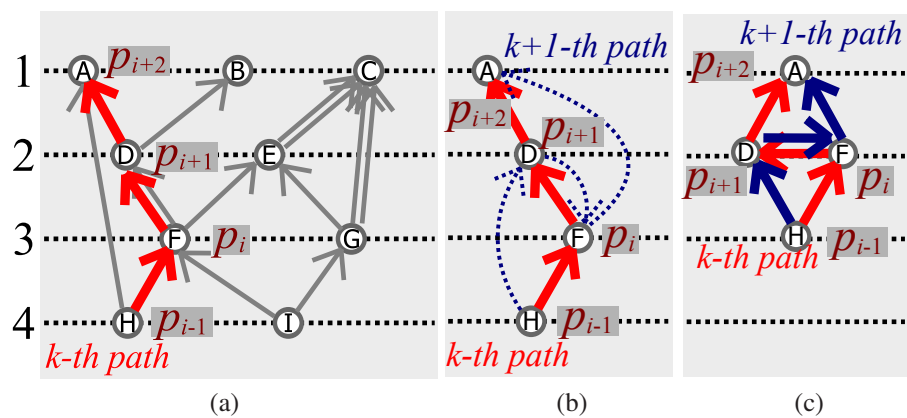 1
2
3
4
A
B
C
D
E
F
G
H
I
p_{i+2}
p_{i+1}
p_i
p_{i-1}
k-th path
(a)
k+1-th path
A
p_{i+2}
p_{i+1}
D
F
p_i
H
p_{i-1}
k-th path
(b)
k+1-th path
p_{i+2}
A
D
F
p_{i+1}
p_i
H
p_{i-1}
k-th path
(c)